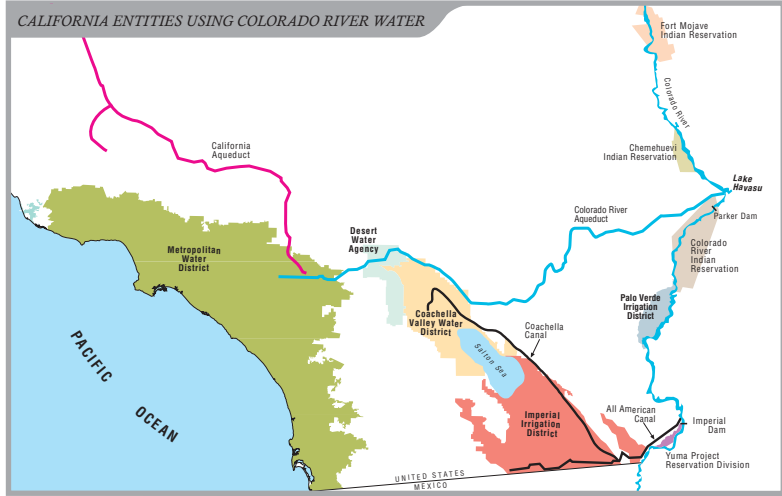 CALIFORNIA ENTITIES USING COLORADO RIVER WATER
Fort Mojave
Indian Reservation
Colorado River
California
Aqueduct
Chemehuevi
Indian Reservation
Lake
Havasu
Colorado River
Aqueduct
Parker Dam
Desert
Water
Agency
Metropolitan
Water
District
Colorado
River
Indian
Reservation
Palo Verde
Irrigation
District
Coachella
Valley Water
District
Coachella
Canal
Salton Sea
PACIFIC
OCEAN
Imperial
Irrigation
District
All American
Canal
Imperial
Dam
Yuma Project
Reservation Division
UNITED STATES
MEXICO